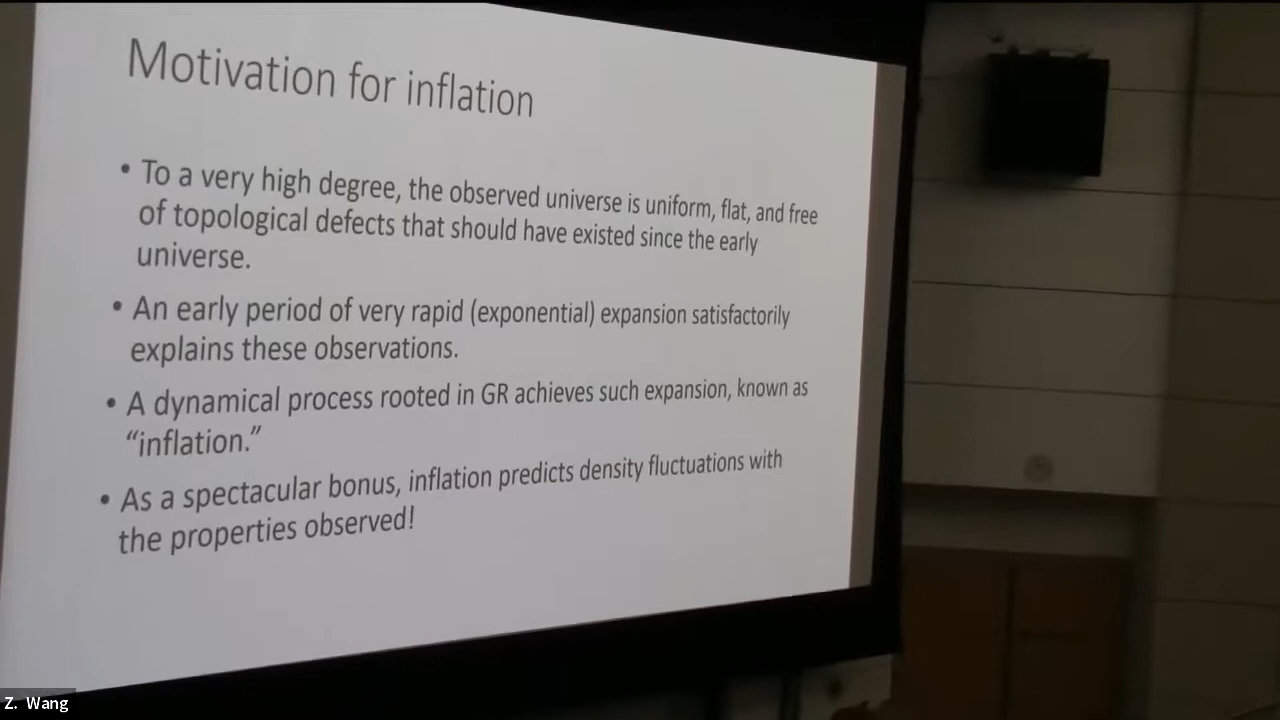 Motivation for inflation
• To a very high degree, the observed universe is uniform, flat, and free
of topological defects that should have existed since the early
universe.
• An early period of very rapid (exponential) expansion satisfactorily
explains these observations.
• A dynamical process rooted in GR achieves such expansion, known as
“inflation.”
• As a spectacular bonus, inflation predicts density fluctuations with
the properties observed!
Z. Wang